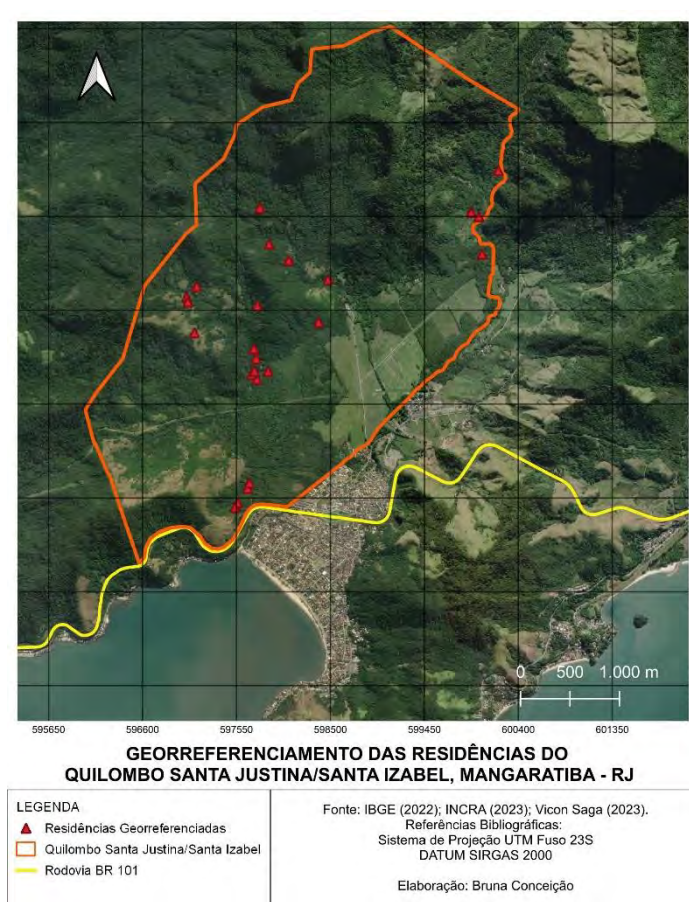 0 500 1.000 m
595650 596600 597550 598500 599450 600400 601350
GEORREFERENCIAMENTO DAS RESIDÊNCIAS DO
QUILOMBO SANTA JUSTINA/SANTA IZABEL, MANGARATIBA - RJ
LEGENDA
Residências Georreferenciadas
Quilombo Santa Justina/Santa Izabel
Rodovia BR 101
Fonte: IBGE (2022); INCRA (2023); Vicon Saga (2023).
Referências Bibliográficas:
Sistema de Projeção UTM Fuso 23S
DATUM SIRGAS 2000
Elaboração: Bruna Conceição